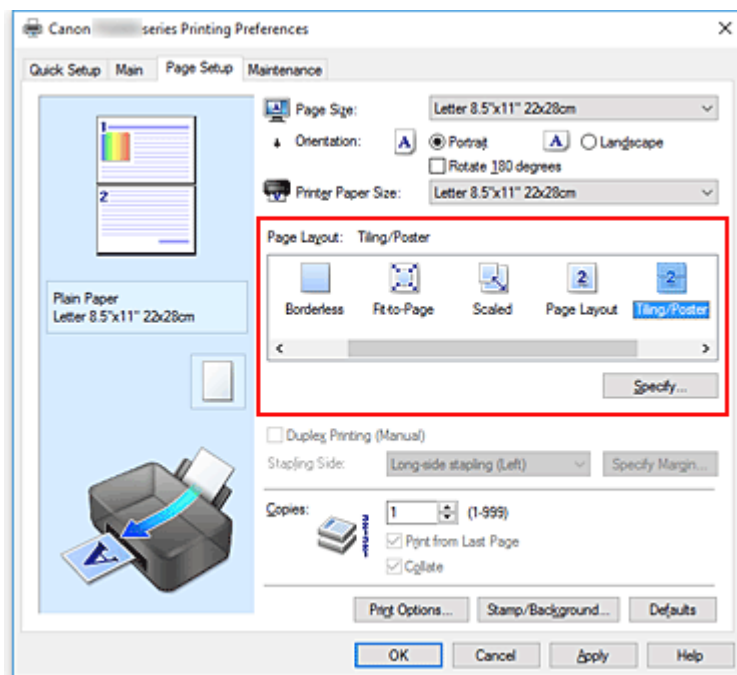 Canon series Printing Preferences
Quick Setup Main Page Setup Maintenance
Page Size: Letter 8.5"x11" 22x28cm
Orientation: A Portrait A Landscape
Rotate 180 degrees
Printer Paper Size: Letter 8.5"x11" 22x28cm
1
2
Plain Paper
Letter 8.5"x11" 22x28cm
Page Layout: Tiling/Poster
2 2
Borderless Fit-to-Page Scaled Page Layout Tiling/Poster
Specify...
Duplex Printing (Manual)
Stapling Side: Long-side stapling (Left) Specify Margin...
Copies: 1 (1-999)
Print from Last Page
Collate
A
Print Options... Stamp/Background... Defaults
OK Cancel Apply Help